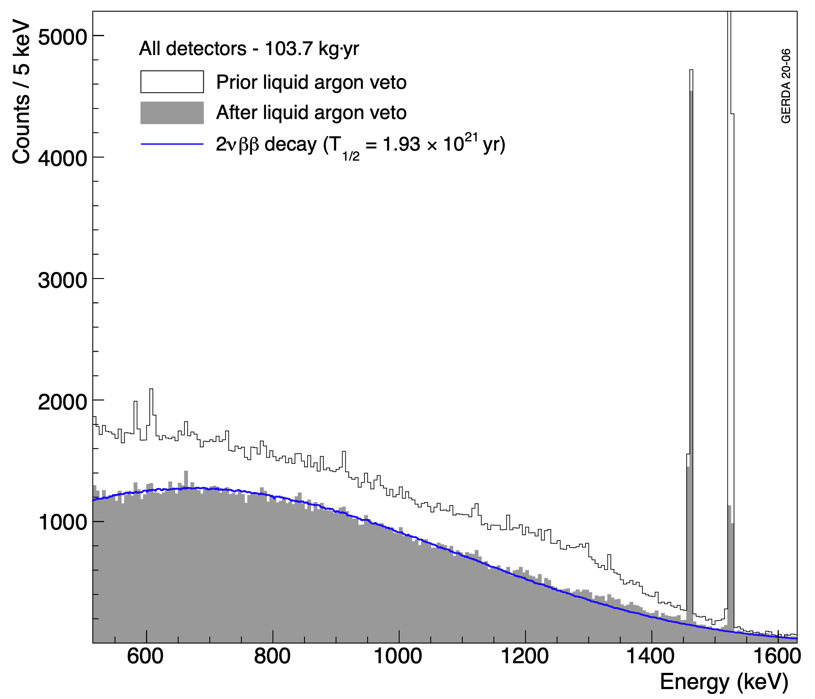 All detectors - 103.7 kg·yr
Prior liquid argon veto
After liquid argon veto
2νββ decay (T1/2 = 1.93 × 10²¹ yr)
GERDA 20-06
Counts / 5 keV
5000
4000
3000
2000
1000
600 800 1000 1200 1400 1600
Energy (keV)